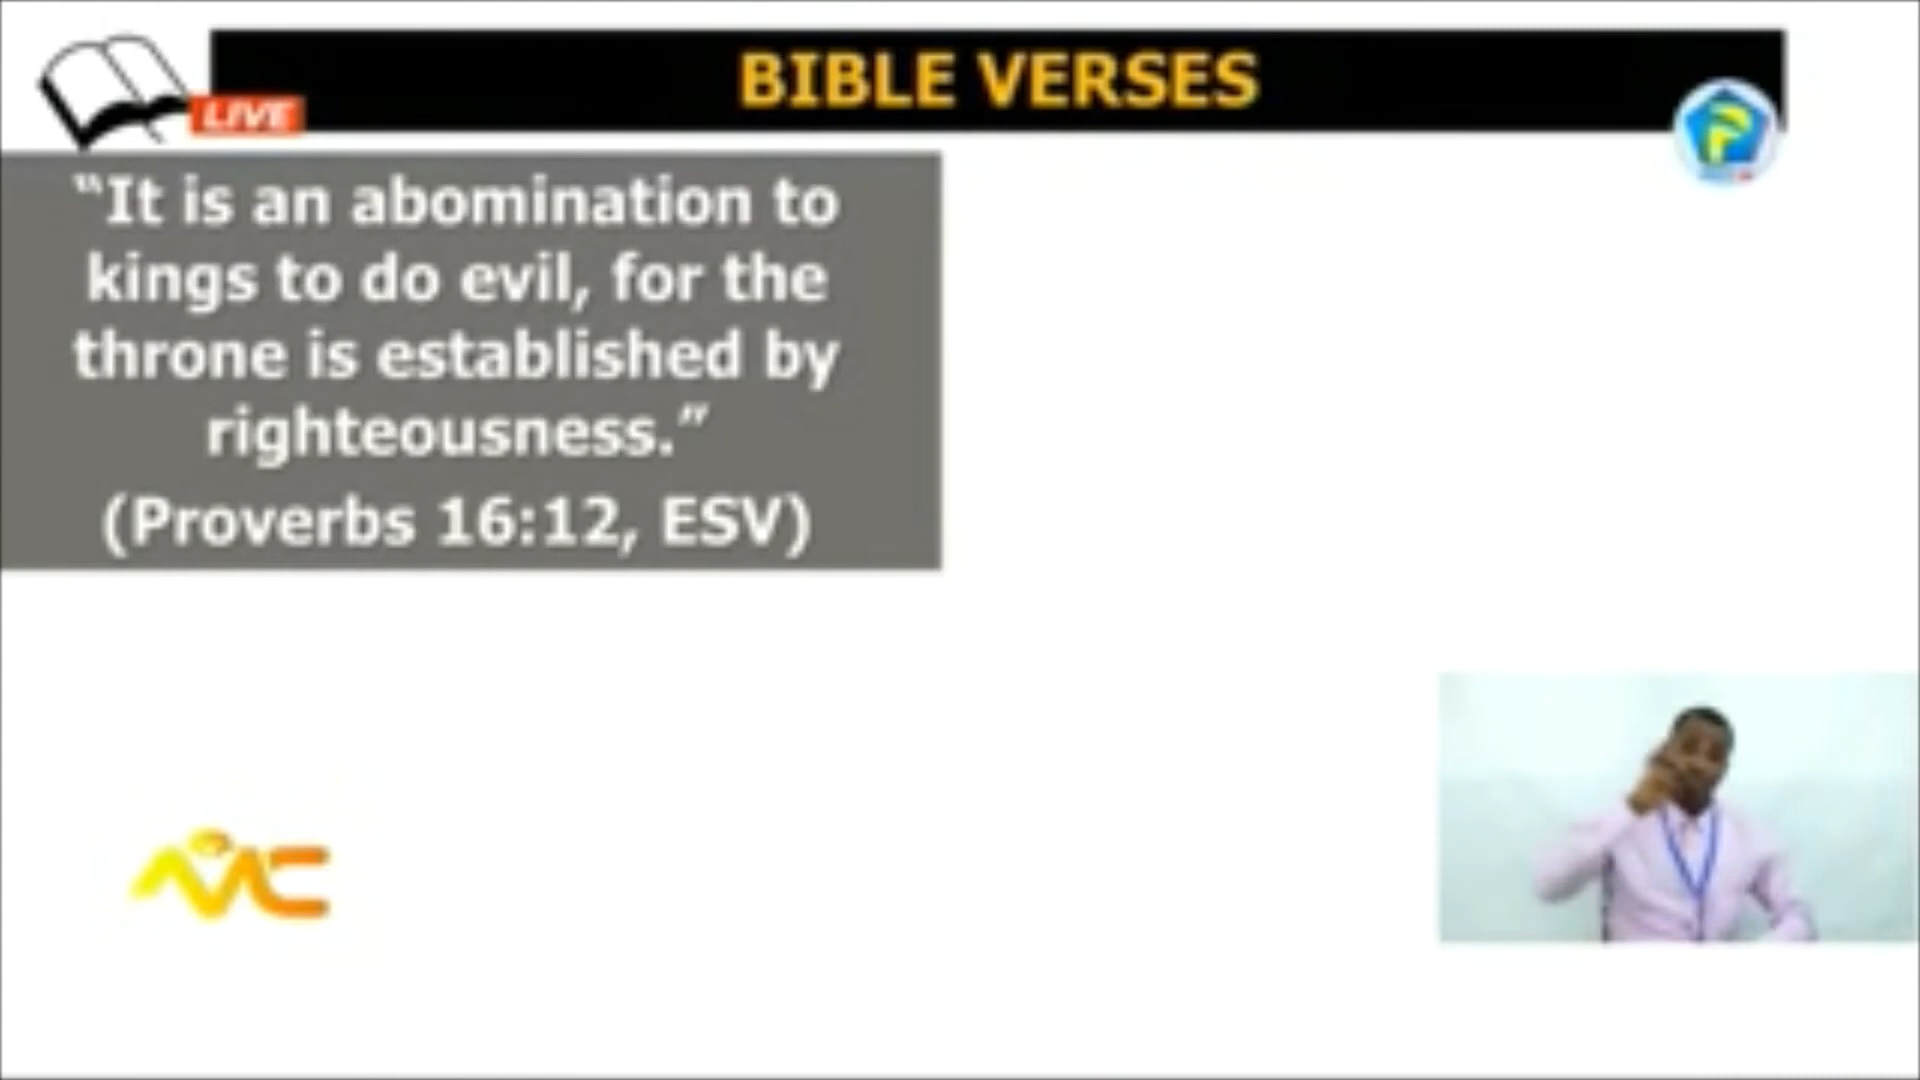 BIBLE VERSES
LIVE
“It is an abomination to
kings to do evil, for the
throne is established by
righteousness.”
(Proverbs 16:12, ESV)